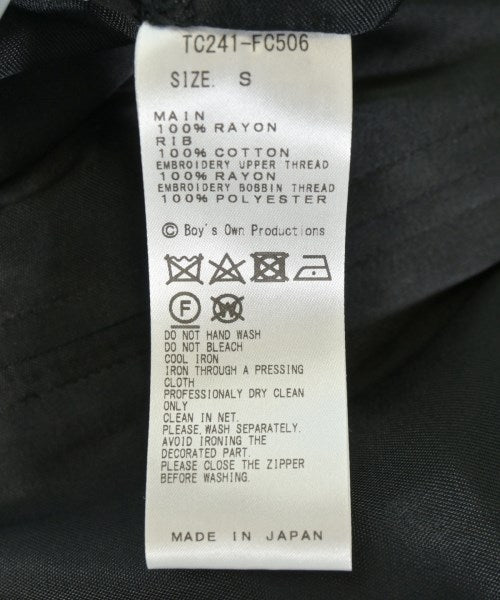 TC241-FC506
SIZE. S
MAIN
100% RAYON
RIB
100% COTTON
EMBROIDERY UPPER THREAD
100% RAYON
EMBROIDERY BOBBIN THREAD
100% POLYESTER
© Boy's Own Productions
F W
DO NOT HAND WASH
DO NOT BLEACH
COOL IRON
IRON THROUGH A PRESSING
CLOTH
PROFESSIONALY DRY CLEAN
ONLY
CLEAN IN NET.
PLEASE.WASH SEPARATELY.
AVOID IRONING THE
DECORATED PART.
PLEASE CLOSE THE ZIPPER
BEFORE WASHING.
MADE IN JAPAN